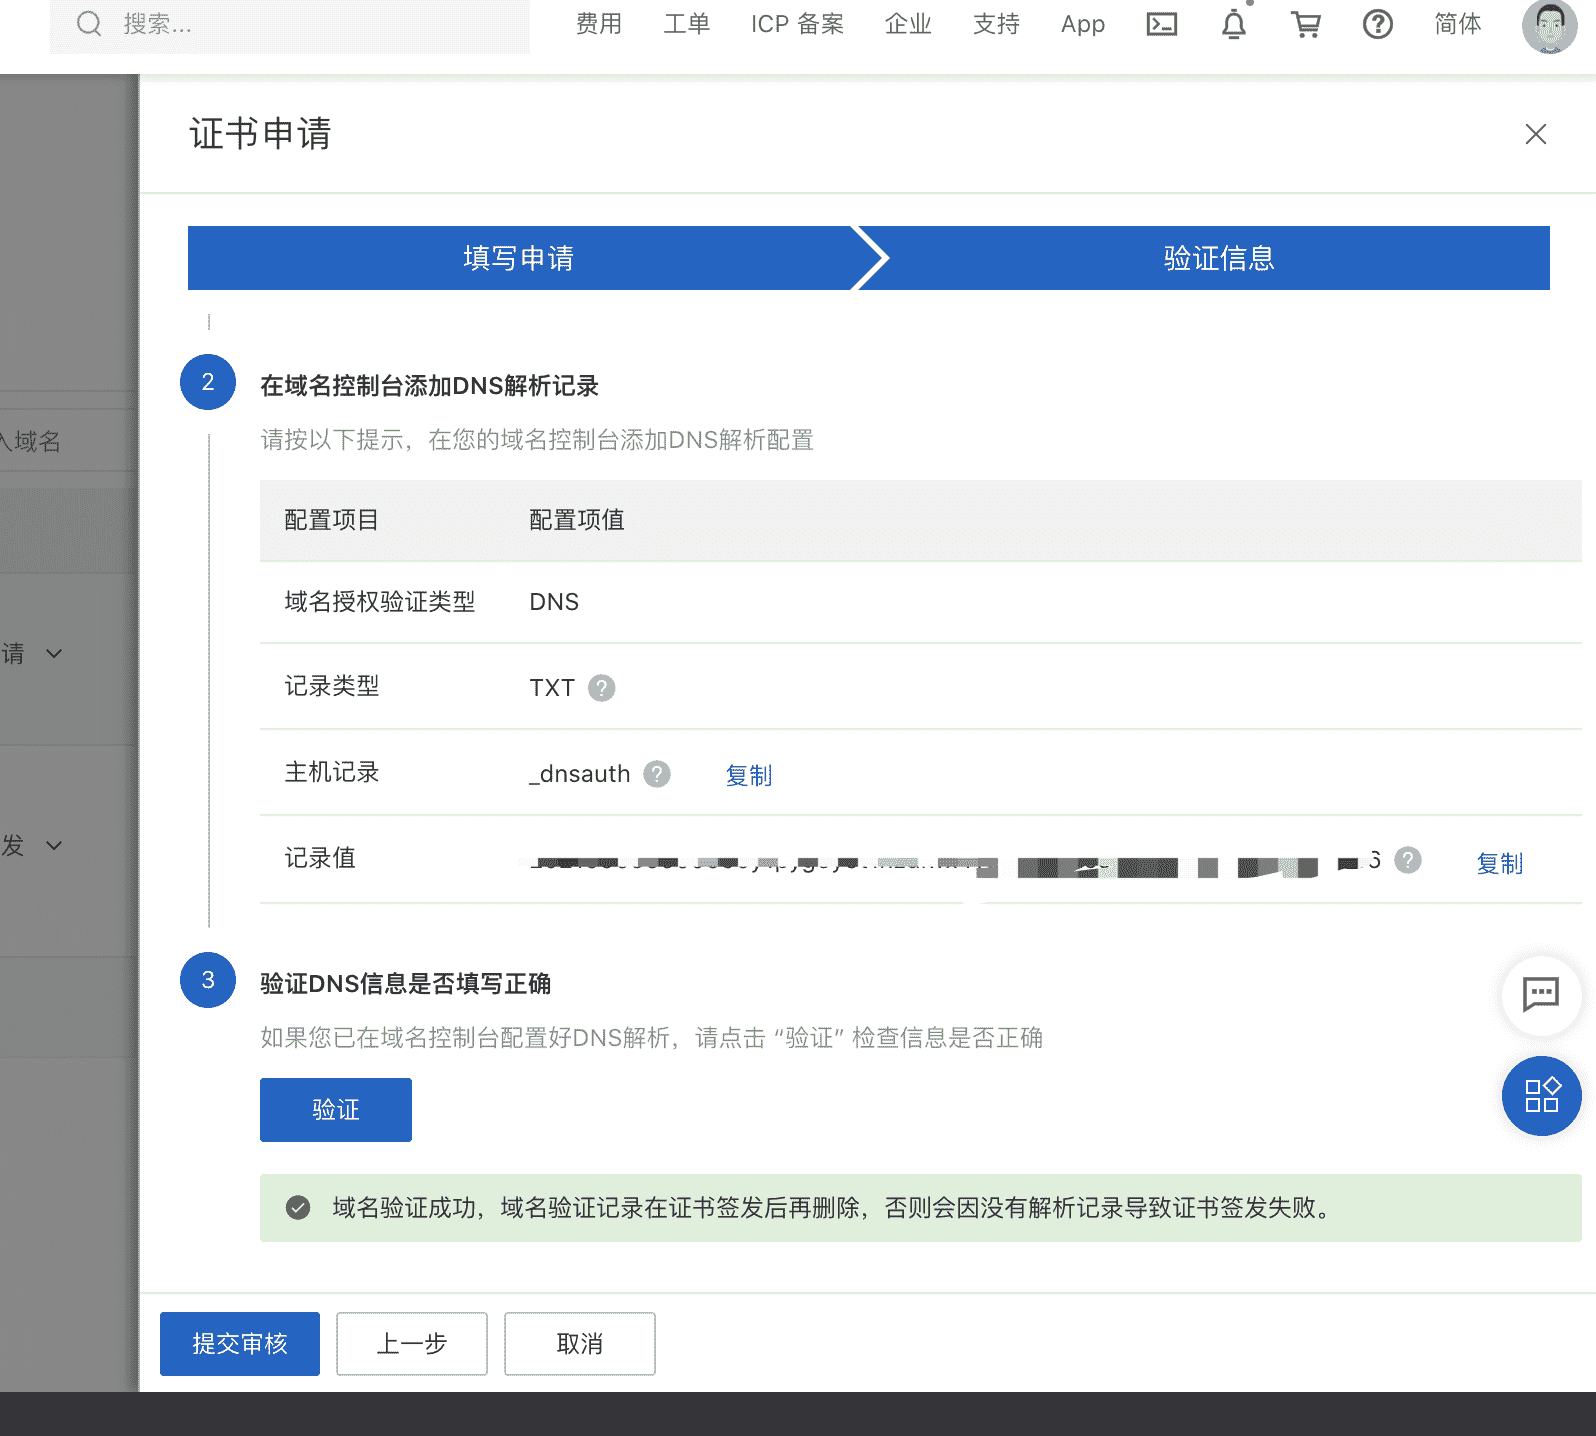 搜索...
费用 工单 ICP 备案 企业 支持 App 简体
证书申请
填写申请
验证信息
入域名
请
发
2
在域名控制台添加DNS解析记录
请按以下提示，在您的域名控制台添加DNS解析配置
配置项目 配置项值
域名授权验证类型 DNS
记录类型 TXT
主机记录 _dnsauth 复制
记录值 复制
3
验证DNS信息是否填写正确
如果您已在域名控制台配置好DNS解析，请点击 “验证” 检查信息是否正确
验证
域名验证成功，域名验证记录在证书签发后再删除，否则会因没有解析记录导致证书签发失败。
提交审核 上一步 取消